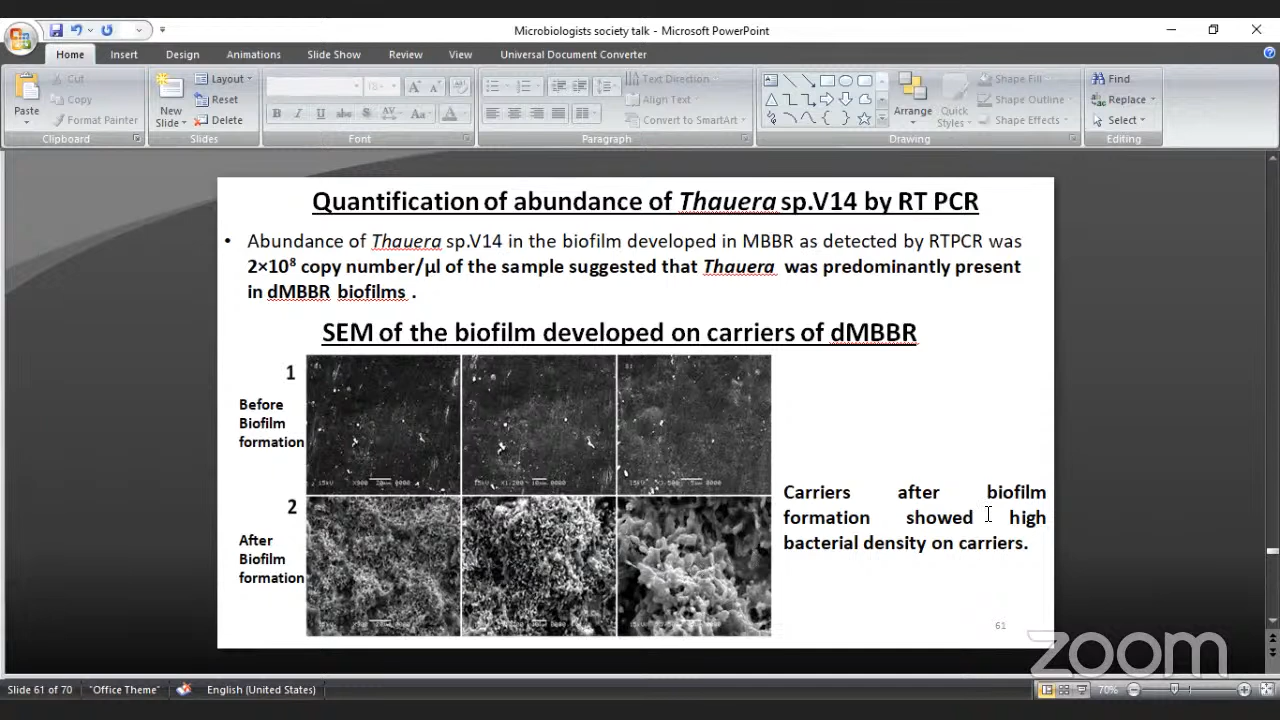 Microbiologists society talk - Microsoft PowerPoint
Home Insert Design Animations Slide Show Review View Universal Document Converter
Paste
Cut
Copy
Format Painter
Clipboard
New Slide
Layout
Reset
Delete
Slides
Font
Text Direction
Align Text
Convert to SmartArt
Paragraph
Arrange
Quick Styles
Shape Fill
Shape Outline
Shape Effects
Drawing
Find
Replace
Select
Editing
Quantification of abundance of Thauera sp.V14 by RT PCR
• Abundance of Thauera sp.V14 in the biofilm developed in MBBR as detected by RTPCR was
2×10⁸ copy number/µl of the sample suggested that Thauera was predominantly present
in dMBBR biofilms .
SEM of the biofilm developed on carriers of dMBBR
1
Before
Biofilm
formation
2
After
Biofilm
formation
Carriers after biofilm
formation showed high
bacterial density on carriers.
61
zoom
Slide 61 of 70 "Office Theme" English (United States) 70%